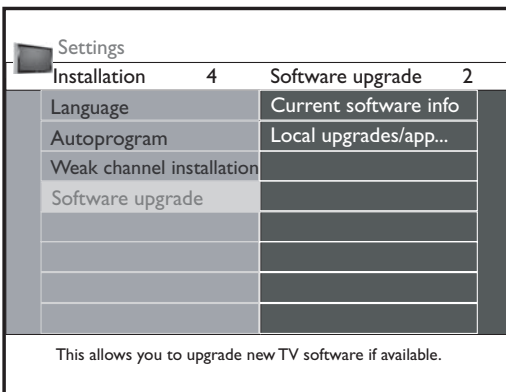 Settings
Installation 4 Software upgrade 2
Language Current software info
Autoprogram Local upgrades/app...
Weak channel installation
Software upgrade
This allows you to upgrade new TV software if available.